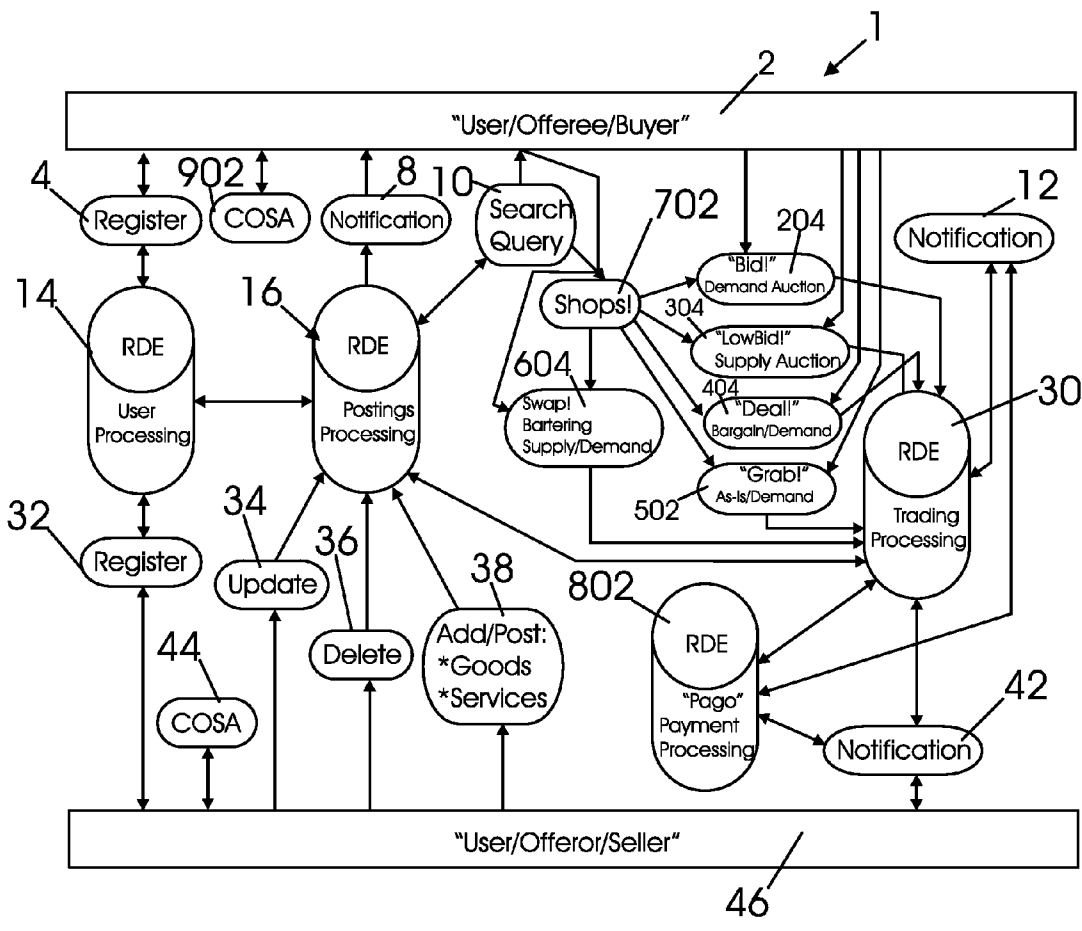 1
2
"User/Offeree/Buyer"
4
902
8
10
702
12
Register
COSA
Notification
Search
Query
204
Notification
"Bid!"
Demand Auction
14
16
Shops!
304
"LowBid!"
Supply Auction
RDE
RDE
604
404
30
User
Processing
Postings
Processing
Swap!
Bartering
Supply/Demand
"Deal!"
Bargain/Demand
RDE
"Grab!"
As-Is/Demand
502
Trading
Processing
32
34
36
38
802
Register
Update
Add/Post:
*Goods
*Services
RDE
Delete
44
42
COSA
"Pago"
Payment
Processing
Notification
"User/Offeror/Seller"
46